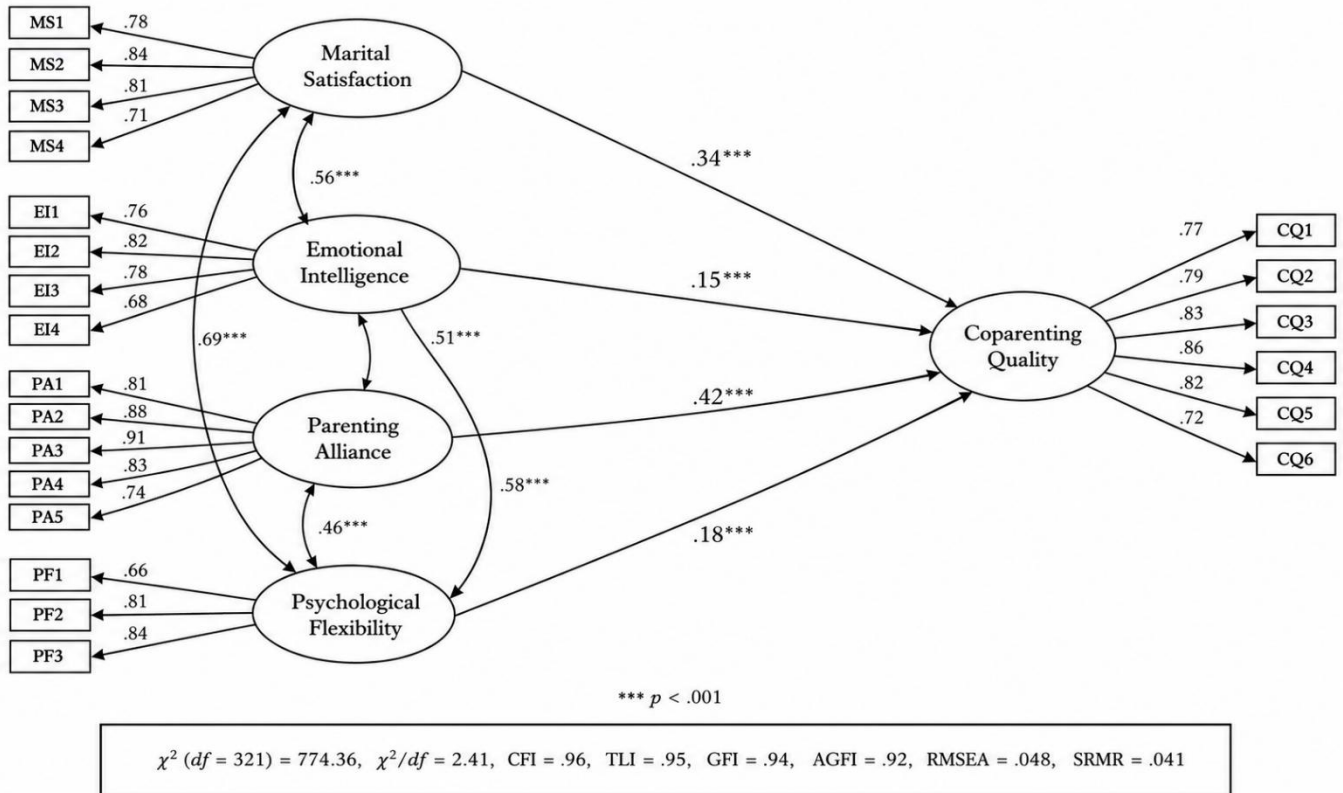 MS1
.78
MS2
.84
MS3
.81
MS4
.71
Marital
Satisfaction
.34***
.56***
EI1
.76
EI2
.82
EI3
.78
EI4
.68
Emotional
Intelligence
.15***
.69***
.51***
PA1
.81
PA2
.88
PA3
.91
PA4
.83
PA5
.74
Parenting
Alliance
.42***
.58***
.46***
PF1
.66
PF2
.81
PF3
.84
Psychological
Flexibility
.18***
Coparenting
Quality
.77
CQ1
.79
CQ2
.83
CQ3
.86
CQ4
.82
CQ5
.72
CQ6
*** p < .001
χ² (df = 321) = 774.36, χ²/df = 2.41, CFI = .96, TLI = .95, GFI = .94, AGFI = .92, RMSEA = .048, SRMR = .041